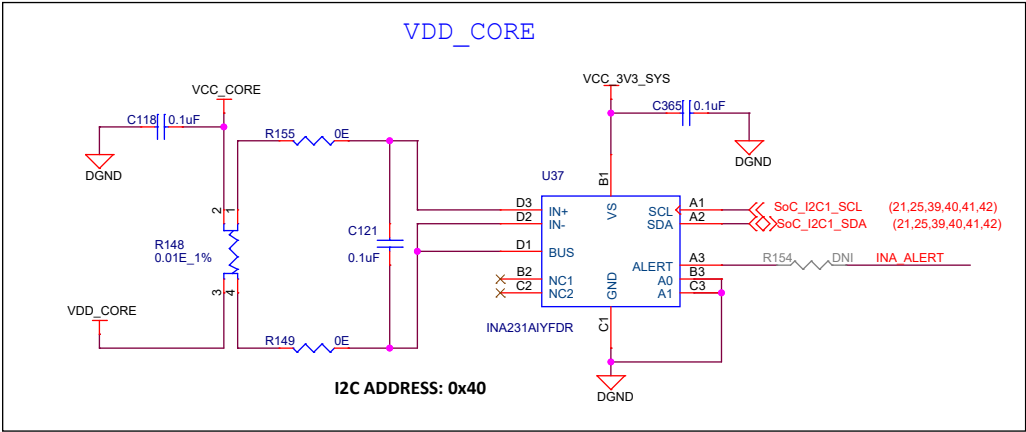 VDD_CORE
VCC_CORE
VCC_3V3_SYS
C118 0.1uF
C365 0.1uF
R155 0E
DGND
DGND
U37
B1
VS
2 1
D3 IN+
D2 IN-
D1 BUS
B2 NC1
C2 NC2
SCL A1 SoC_I2C1_SCL (21,25,39,40,41,42)
SDA A2 SoC_I2C1_SDA (21,25,39,40,41,42)
ALERT A3 R154 DNI INA_ALERT
A0 B3
A1 C3
GND
C1
C121
0.1uF
R148
0.01E_1%
3 4
VDD_CORE
INA231AIYFDR
R149 0E
I2C ADDRESS: 0x40
DGND